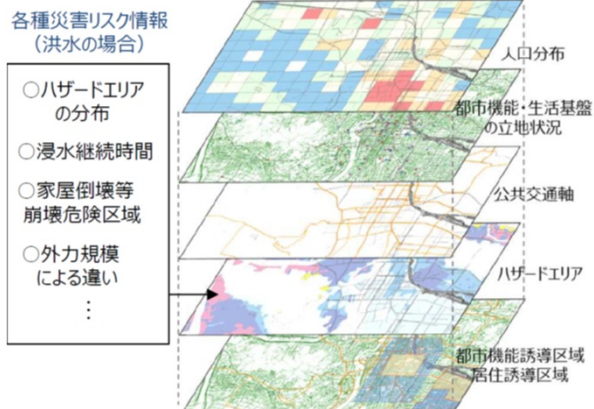 各種災害リスク情報
(洪水の場合)
○ハザードエリア
の分布
○浸水継続時間
○家屋倒壊等
崩壊危険区域
○外力規模
による違い
⋮
人口分布
都市機能・生活基盤
の立地状況
公共交通軸
ハザードエリア
都市機能誘導区域
居住誘導区域